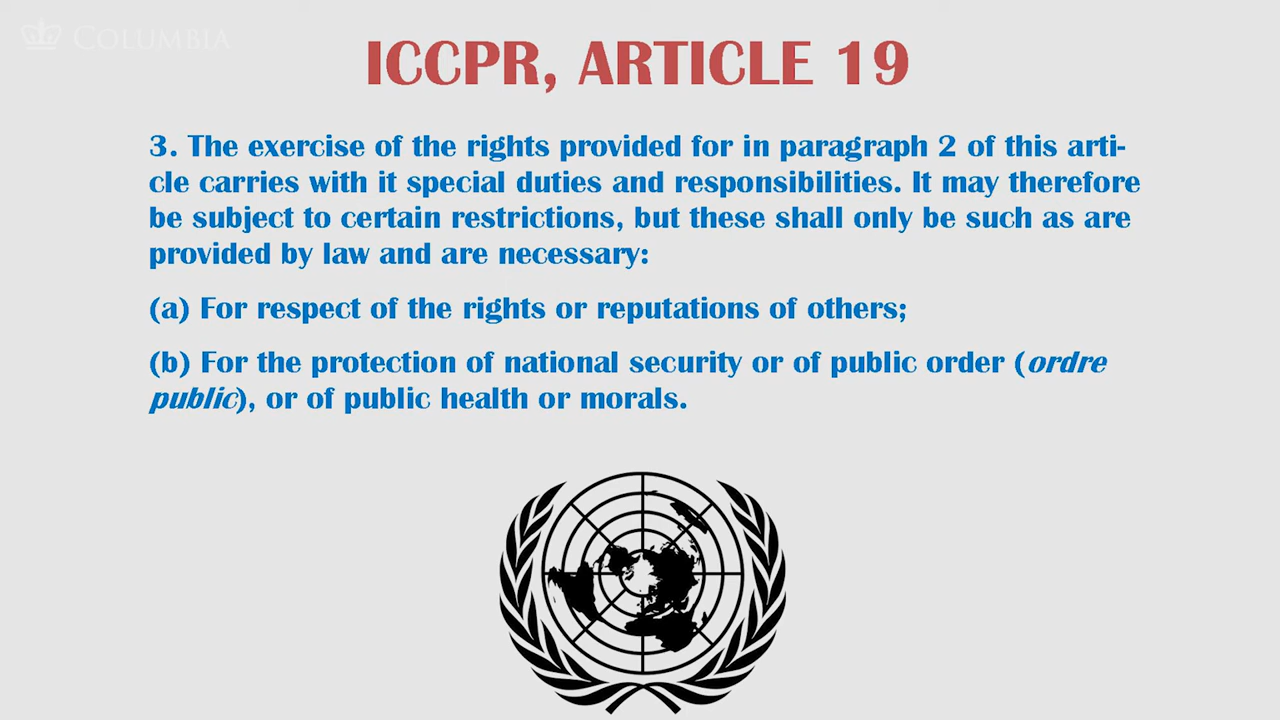 COLUMBIA
ICCPR, ARTICLE 19
3. The exercise of the rights provided for in paragraph 2 of this arti-
cle carries with it special duties and responsibilities. It may therefore
be subject to certain restrictions, but these shall only be such as are
provided by law and are necessary:
(a) For respect of the rights or reputations of others;
(b) For the protection of national security or of public order (ordre
public), or of public health or morals.